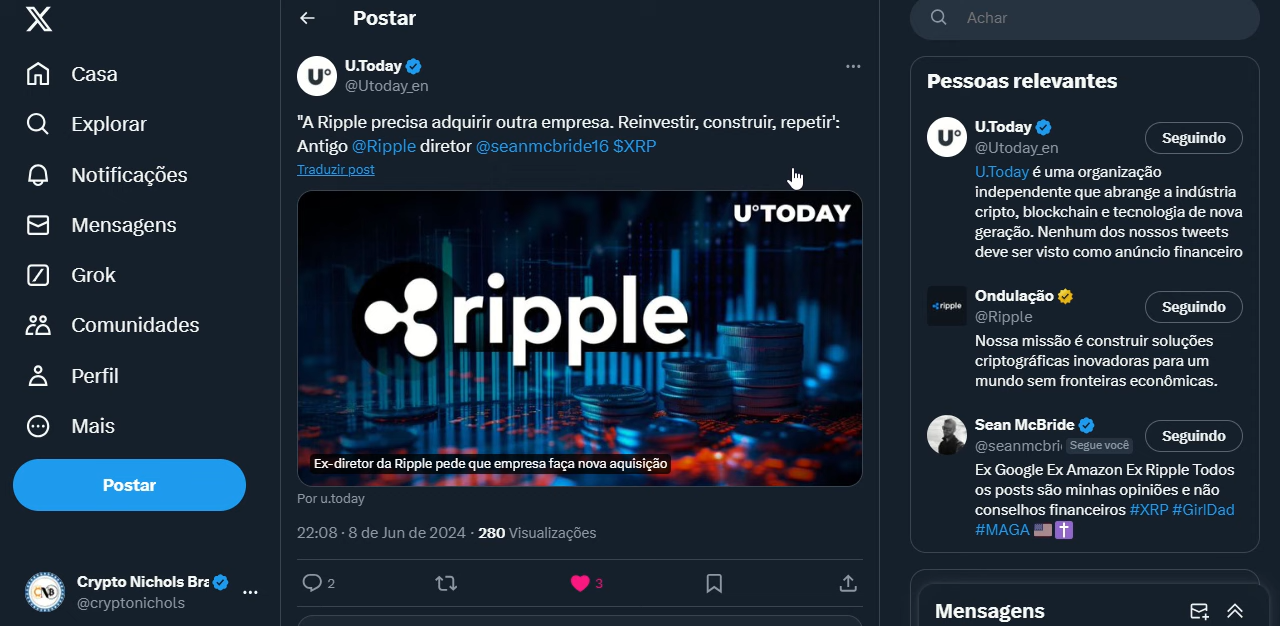 Casa
Explorar
Notificações
Mensagens
Grok
Comunidades
Perfil
Mais
Postar
Crypto Nichols Bra
@cryptonichols
Postar
U.Today
@Utoday_en
"A Ripple precisa adquirir outra empresa. Reinvestir, construir, repetir':
Antigo @Ripple diretor @seanmcbride16 $XRP
Traduzir post
U°TODAY
ripple
Ex-diretor da Ripple pede que empresa faça nova aquisição
Por u.today
22:08 · 8 de Jun de 2024 · 280 Visualizações
2
3
Achar
Pessoas relevantes
U.Today
@Utoday_en
Seguindo
U.Today é uma organização
independente que abrange a indústria
cripto, blockchain e tecnologia de nova
geração. Nenhum dos nossos tweets
deve ser visto como anúncio financeiro
ripple
Ondulação
@Ripple
Seguindo
Nossa missão é construir soluções
criptográficas inovadoras para um
mundo sem fronteiras econômicas.
Sean McBride
@seanmcbri Segue você
Seguindo
Ex Google Ex Amazon Ex Ripple Todos
os posts são minhas opiniões e não
conselhos financeiros #XRP #GirlDad
#MAGA
Mensagens